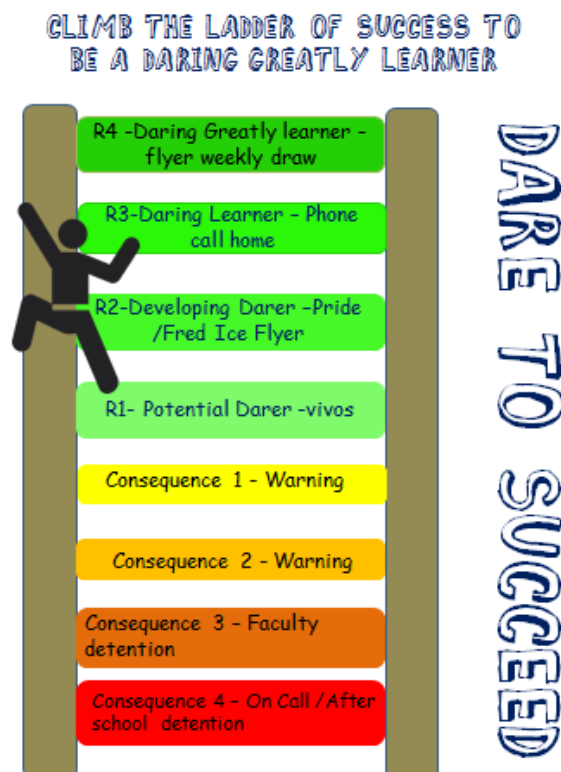 CLIMB THE LADDER OF SUCCESS TO
BE A DARING GREATLY LEARNER
R4 -Daring Greatly learner -
flyer weekly draw
R3-Daring Learner - Phone
call home
R2-Developing Darer -Pride
/Fred Ice Flyer
R1- Potential Darer -vivos
Consequence 1 - Warning
Consequence 2 - Warning
Consequence 3 - Faculty
detention
Consequence 4 - On Call /After
school detention
DARE TO SUCCEED